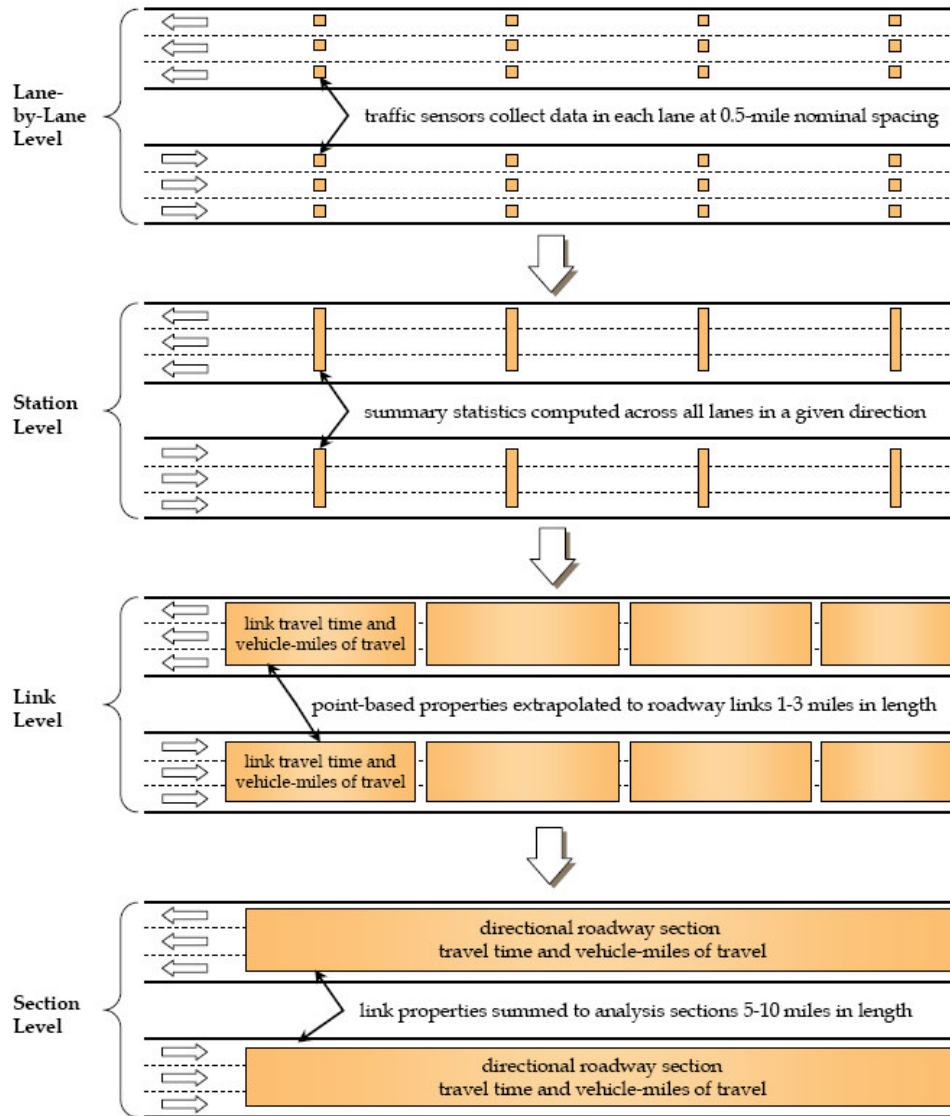 Lane-
by-Lane
Level
traffic sensors collect data in each lane at 0.5-mile nominal spacing
Station
Level
summary statistics computed across all lanes in a given direction
link travel time and
vehicle-miles of travel
Link
Level
point-based properties extrapolated to roadway links 1-3 miles in length
link travel time and
vehicle-miles of travel
directional roadway section
travel time and vehicle-miles of travel
Section
Level
link properties summed to analysis sections 5-10 miles in length
directional roadway section
travel time and vehicle-miles of travel